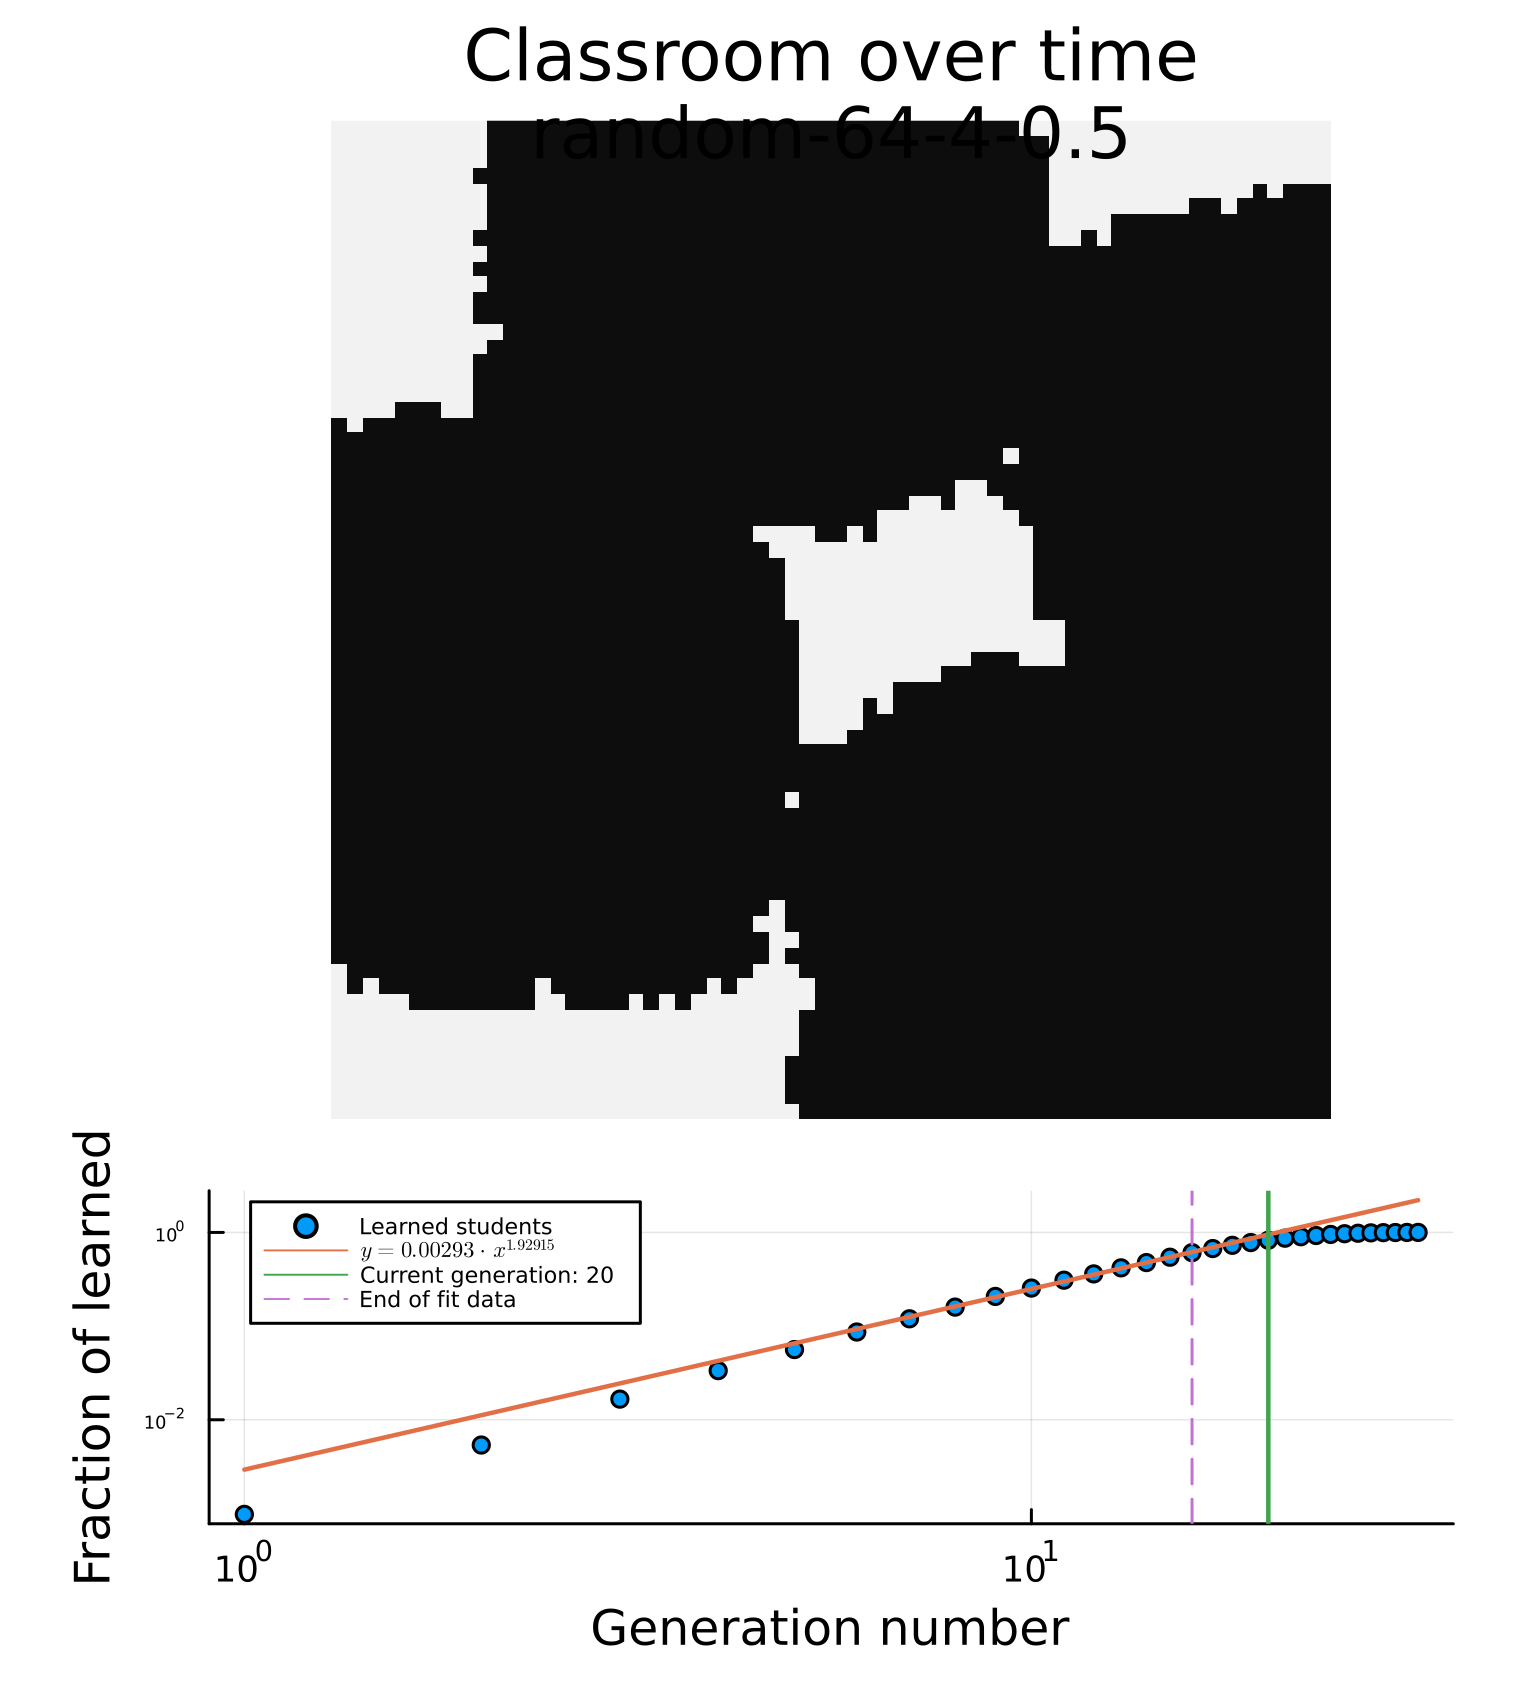 Classroom over time
random-64-4-0.5
Fraction of learned
10⁰
10⁻²
Learned students
y = 0.00293 · x^1.92915
Current generation: 20
End of fit data
10⁰
10¹
Generation number